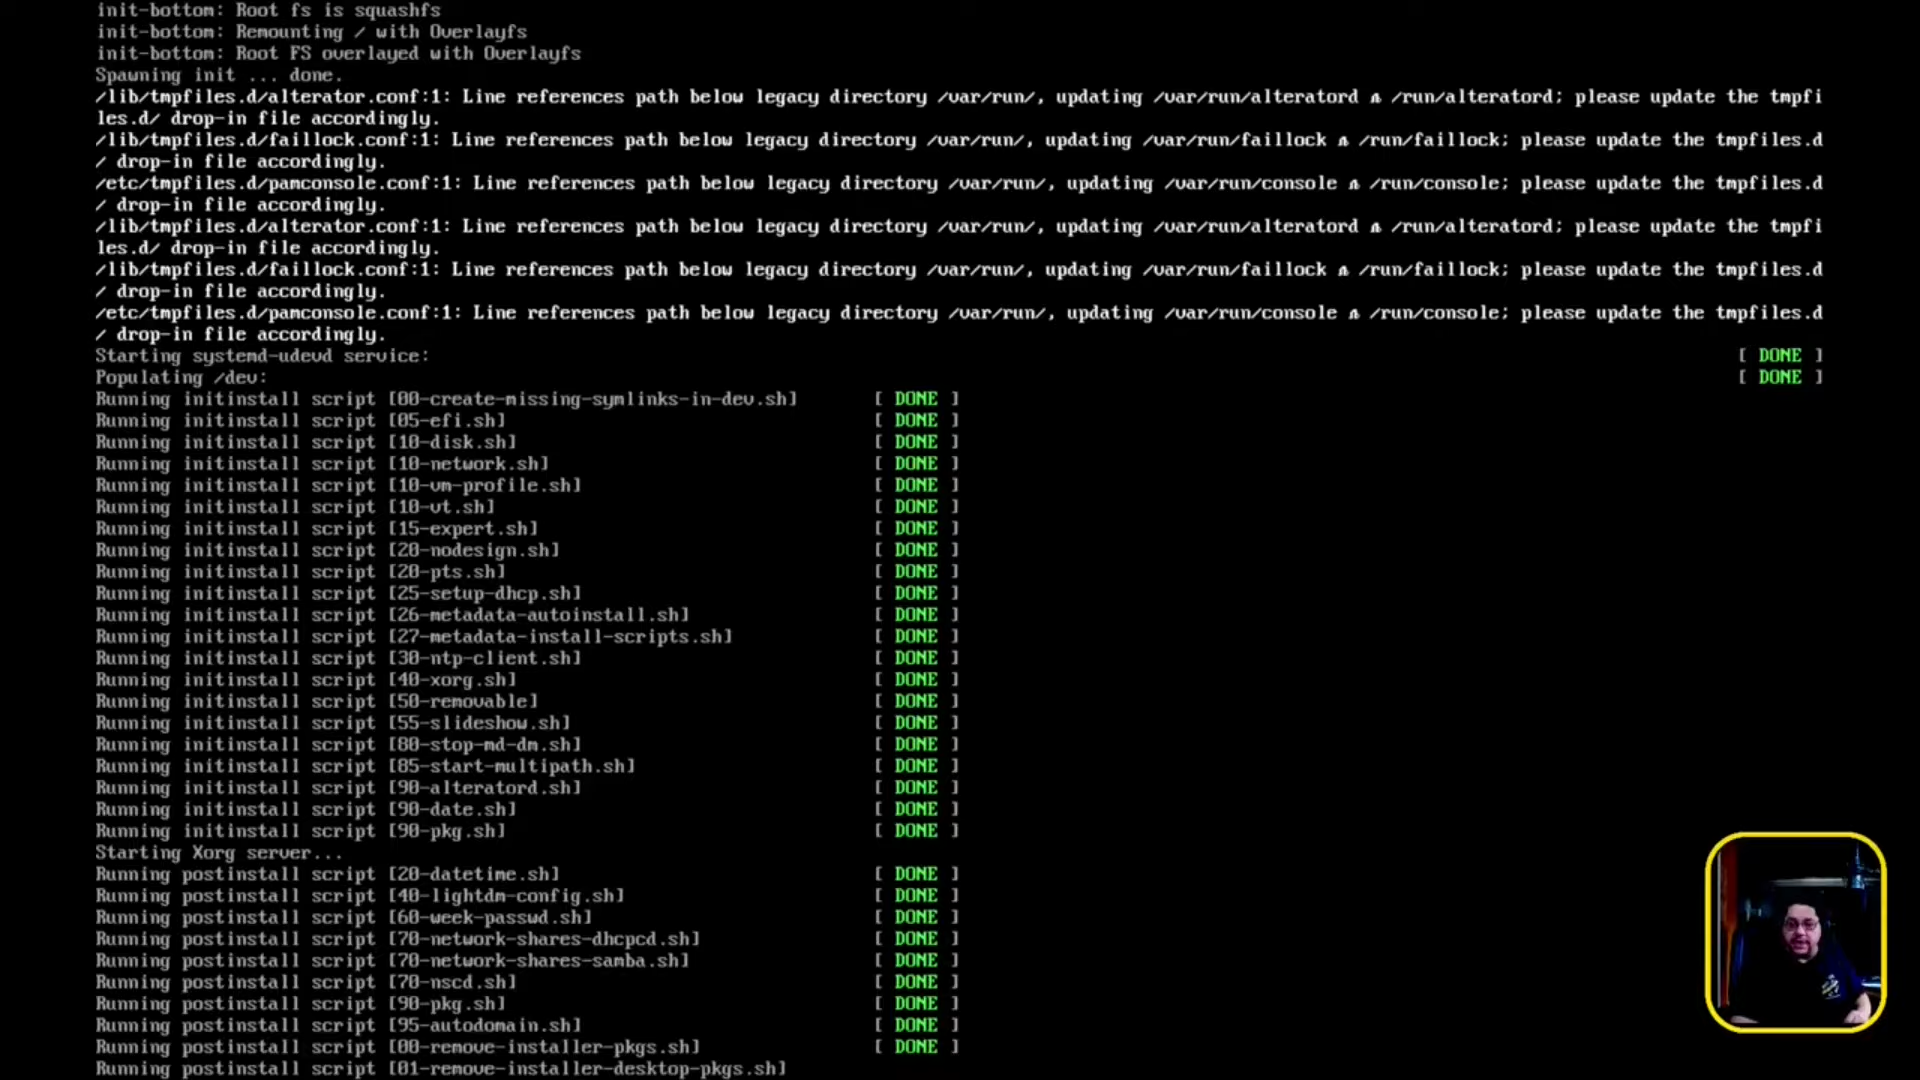 init-bottom: Root fs is squashfs
init-bottom: Remounting / with Overlayfs
init-bottom: Root FS overlayed with Overlayfs
Spawning init ... done.
/lib/tmpfiles.d/alterator.conf:1: Line references path below legacy directory /var/run/, updating /var/run/alteratord л /run/alteratord; please update the tmpfi
les.d/ drop-in file accordingly.
/lib/tmpfiles.d/faillock.conf:1: Line references path below legacy directory /var/run/, updating /var/run/faillock л /run/faillock; please update the tmpfiles.d
/ drop-in file accordingly.
/etc/tmpfiles.d/pamconsole.conf:1: Line references path below legacy directory /var/run/, updating /var/run/console л /run/console; please update the tmpfiles.d
/ drop-in file accordingly.
/lib/tmpfiles.d/alterator.conf:1: Line references path below legacy directory /var/run/, updating /var/run/alteratord л /run/alteratord; please update the tmpfi
les.d/ drop-in file accordingly.
/lib/tmpfiles.d/faillock.conf:1: Line references path below legacy directory /var/run/, updating /var/run/faillock л /run/faillock; please update the tmpfiles.d
/ drop-in file accordingly.
/etc/tmpfiles.d/pamconsole.conf:1: Line references path below legacy directory /var/run/, updating /var/run/console л /run/console; please update the tmpfiles.d
/ drop-in file accordingly.
Starting systemd-udevd service: [ DONE ]
Populating /dev: [ DONE ]
Running initinstall script [00-create-missing-symlinks-in-dev.sh] [ DONE ]
Running initinstall script [05-efi.sh] [ DONE ]
Running initinstall script [10-disk.sh] [ DONE ]
Running initinstall script [10-network.sh] [ DONE ]
Running initinstall script [10-vm-profile.sh] [ DONE ]
Running initinstall script [10-vt.sh] [ DONE ]
Running initinstall script [15-expert.sh] [ DONE ]
Running initinstall script [20-nodesign.sh] [ DONE ]
Running initinstall script [20-pts.sh] [ DONE ]
Running initinstall script [25-setup-dhcp.sh] [ DONE ]
Running initinstall script [26-metadata-autoinstall.sh] [ DONE ]
Running initinstall script [27-metadata-install-scripts.sh] [ DONE ]
Running initinstall script [30-ntp-client.sh] [ DONE ]
Running initinstall script [40-xorg.sh] [ DONE ]
Running initinstall script [50-removable] [ DONE ]
Running initinstall script [55-slideshow.sh] [ DONE ]
Running initinstall script [80-stop-md-dm.sh] [ DONE ]
Running initinstall script [85-start-multipath.sh] [ DONE ]
Running initinstall script [90-alteratord.sh] [ DONE ]
Running initinstall script [90-date.sh] [ DONE ]
Running initinstall script [90-pkg.sh] [ DONE ]
Starting Xorg server...
Running postinstall script [20-datetime.sh] [ DONE ]
Running postinstall script [40-lightdm-config.sh] [ DONE ]
Running postinstall script [60-week-passwd.sh] [ DONE ]
Running postinstall script [70-network-shares-dhcpcd.sh] [ DONE ]
Running postinstall script [70-network-shares-samba.sh] [ DONE ]
Running postinstall script [70-nscd.sh] [ DONE ]
Running postinstall script [90-pkg.sh] [ DONE ]
Running postinstall script [95-autodomain.sh] [ DONE ]
Running postinstall script [00-remove-installer-pkgs.sh] [ DONE ]
Running postinstall script [01-remove-installer-desktop-pkgs.sh]